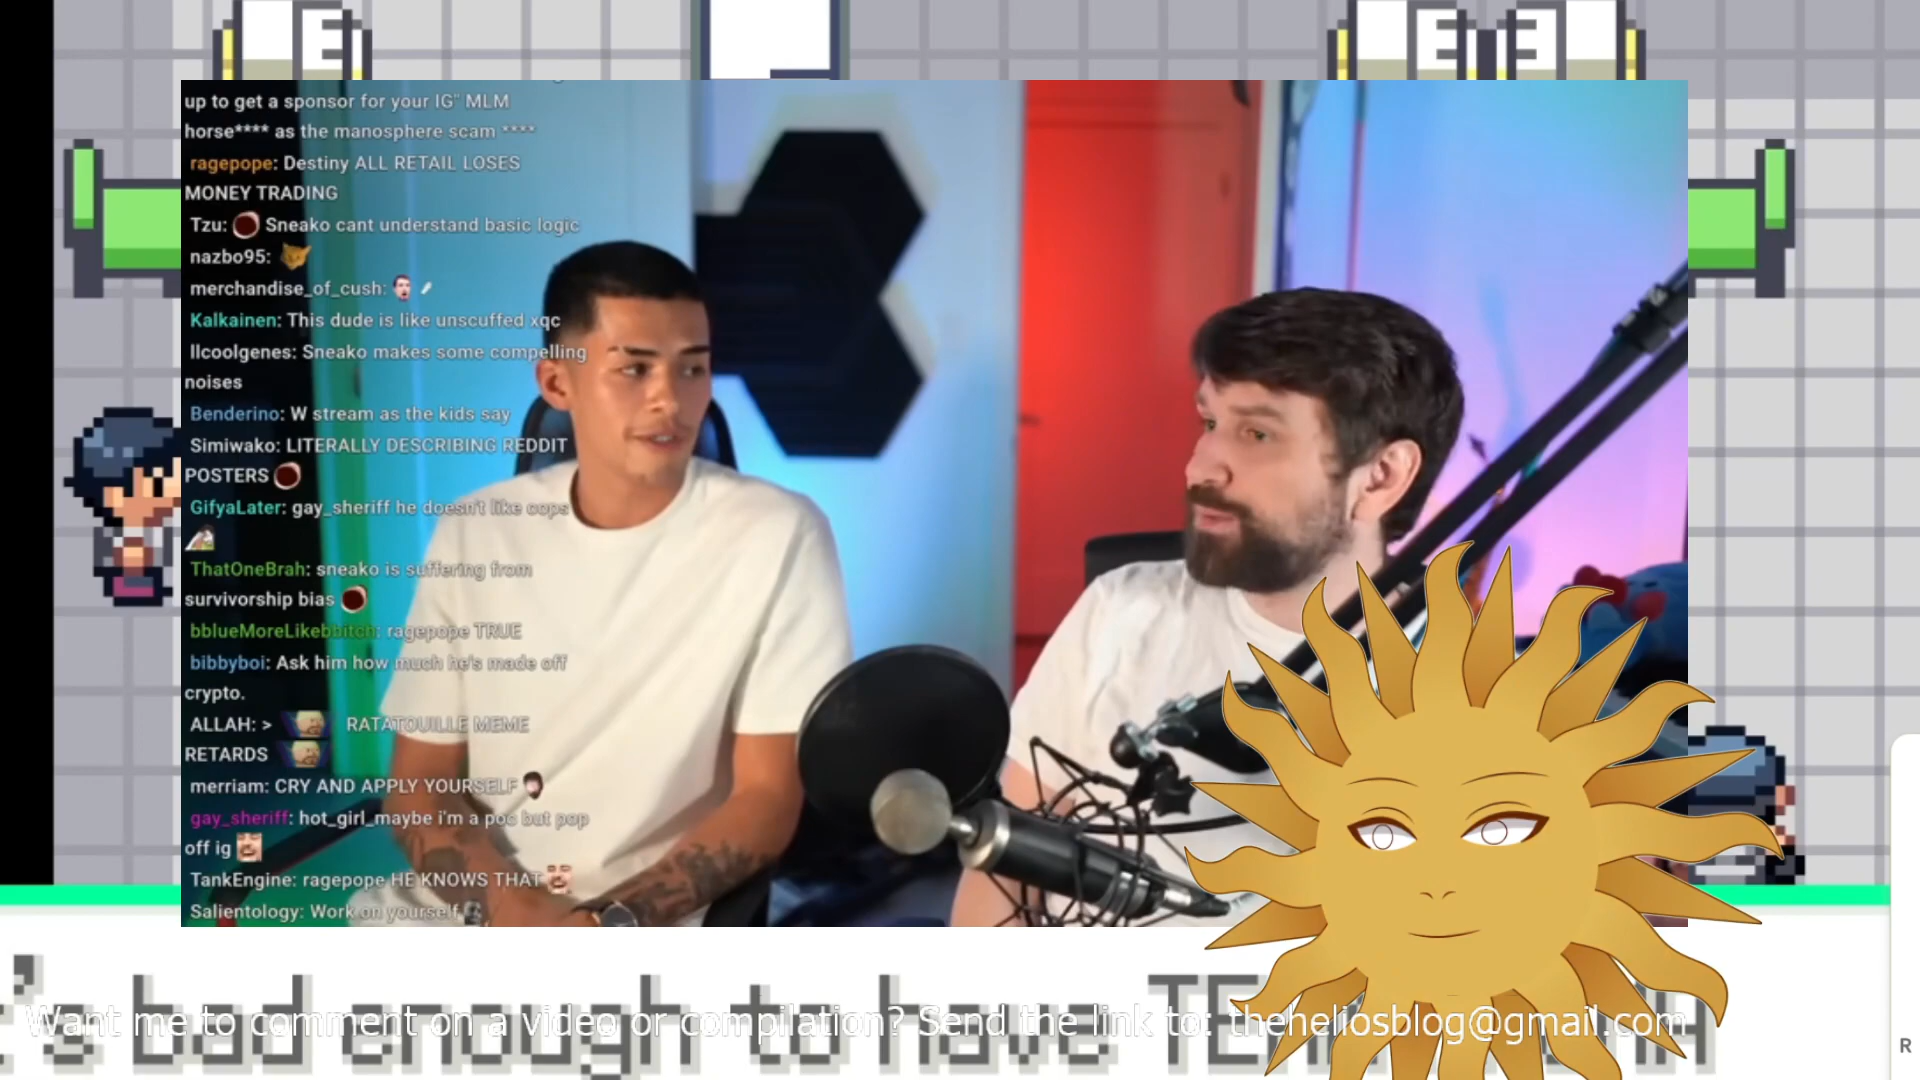 up to get a sponsor for your IG" MLM
horse**** as the manosphere scam ****
ragepope: Destiny ALL RETAIL LOSES
MONEY TRADING
Tzu: Sneako cant understand basic logic
nazbo95:
merchandise_of_cush:
Kalkainen: This dude is like unscuffed xqc
llcoolgenes: Sneako makes some compelling
noises
Benderino: W stream as the kids say
Simiwako: LITERALLY DESCRIBING REDDIT
POSTERS
GifyaLater: gay_sheriff he doesn't like cops
ThatOneBrah: sneako is suffering from
survivorship bias
bblueMoreLikebbitch: ragepope TRUE
bibbyboi: Ask him how much he's made off
crypto.
ALLAH: > RATATOUILLE MEME
RETARDS
merriam: CRY AND APPLY YOURSELF
gay_sheriff: hot_girl_maybe i'm a poc but pop
off ig
TankEngine: ragepope HE KNOWS THAT
Salientology: Work on yourself
's bad enough to have TE
Want me to comment on a video or compilation? Send the link to: theheliosblog@gmail.com
R